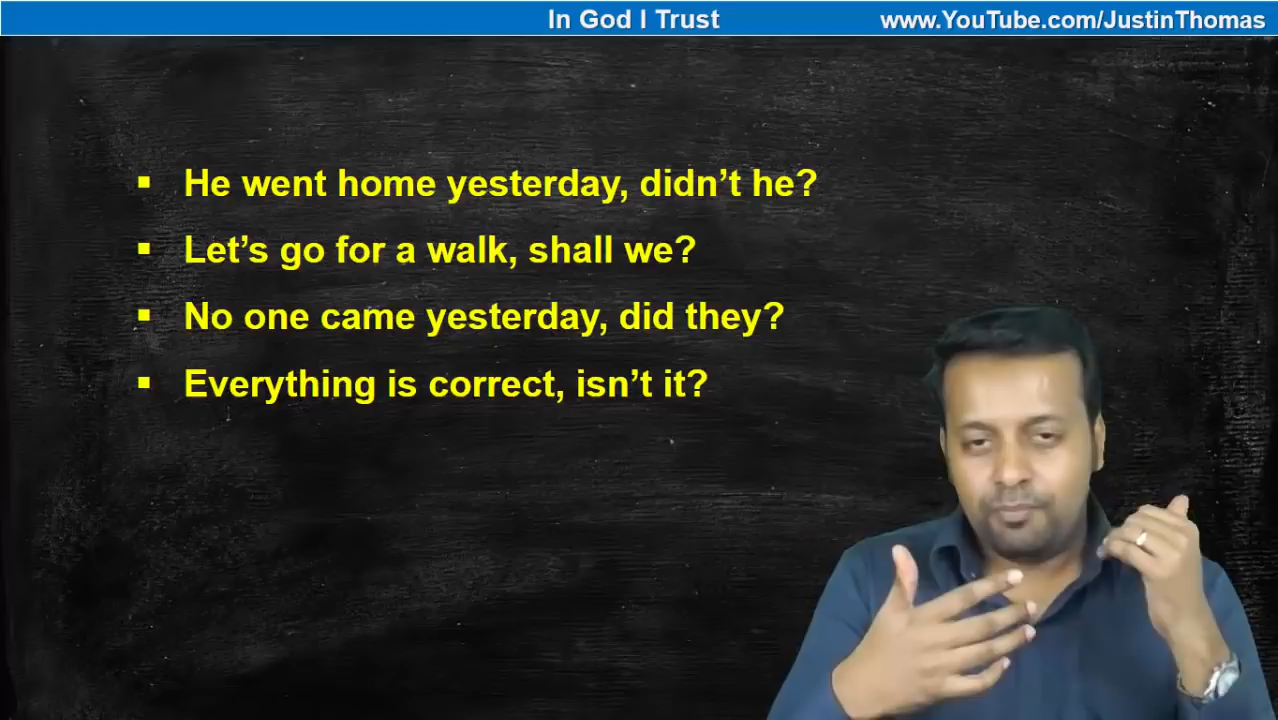 In God I Trust
www.YouTube.com/JustinThomas
▪ He went home yesterday, didn’t he?
▪ Let’s go for a walk, shall we?
▪ No one came yesterday, did they?
▪ Everything is correct, isn’t it?